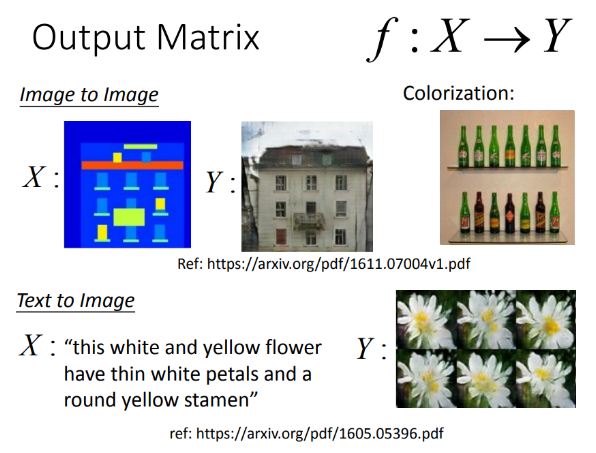 Output Matrix
f : X → Y
Image to Image
Colorization:
X :
Y :
Ref: https://arxiv.org/pdf/1611.07004v1.pdf
Text to Image
X : “this white and yellow flower
have thin white petals and a
round yellow stamen”
Y :
ref: https://arxiv.org/pdf/1605.05396.pdf